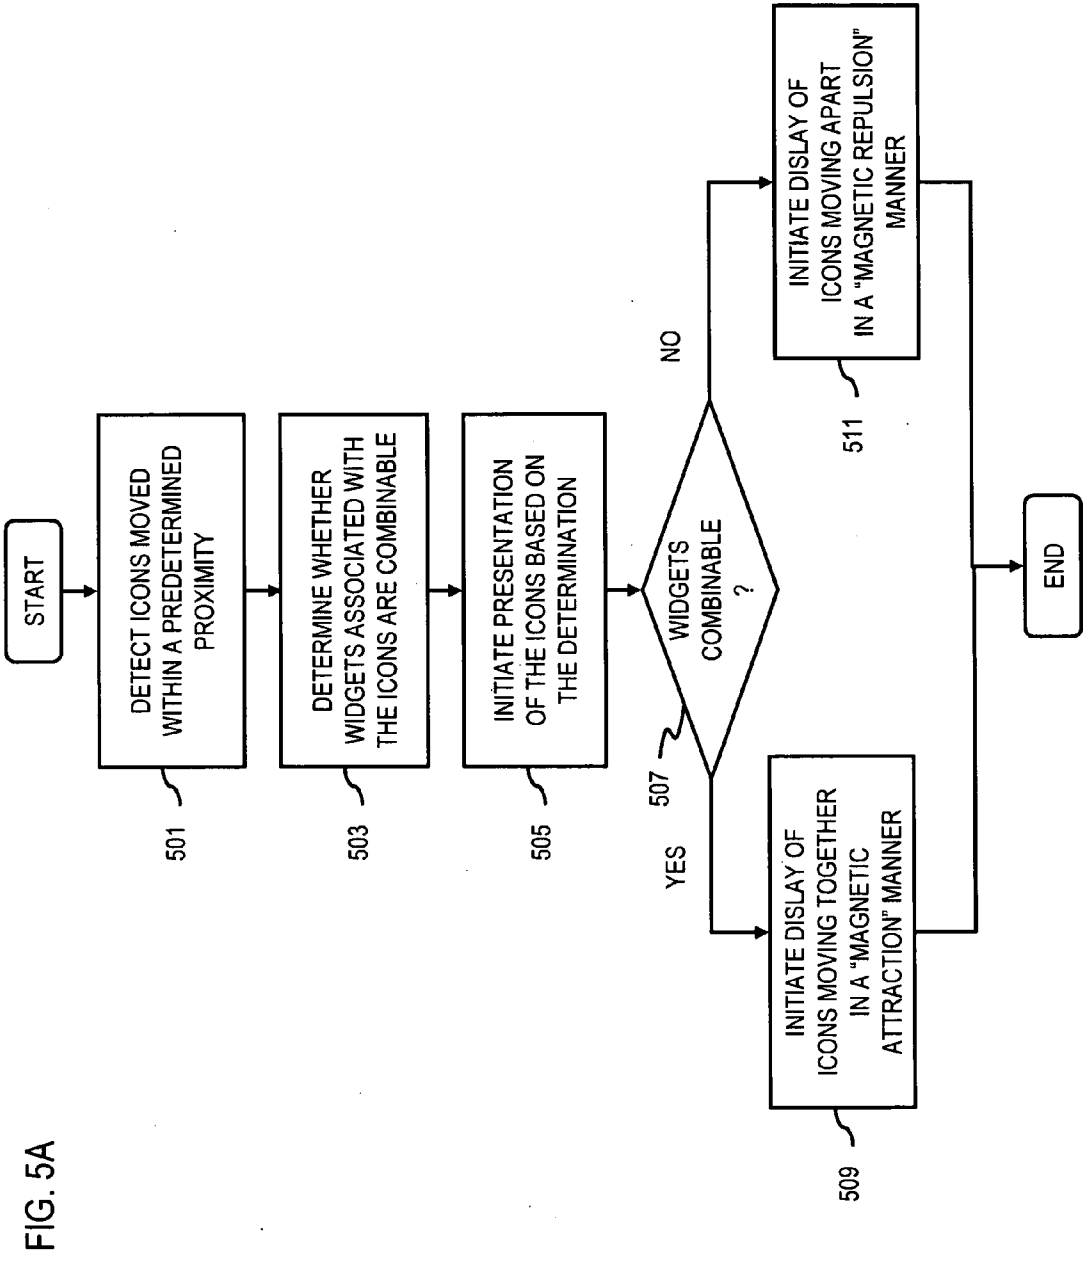 FIG. 5A
START
DETECT ICONS MOVED
WITHIN A PREDETERMINED
PROXIMITY
501
DETERMINE WHETHER
WIDGETS ASSOCIATED WITH
THE ICONS ARE COMBINABLE
503
INITIATE PRESENTATION
OF THE ICONS BASED ON
THE DETERMINATION
505
WIDGETS
COMBINABLE
?
507
YES
NO
INITIATE DISLAY OF
ICONS MOVING TOGETHER
IN A "MAGNETIC
ATTRACTION" MANNER
509
INITIATE DISLAY OF
ICONS MOVING APART
IN A "MAGNETIC REPULSION"
MANNER
511
END